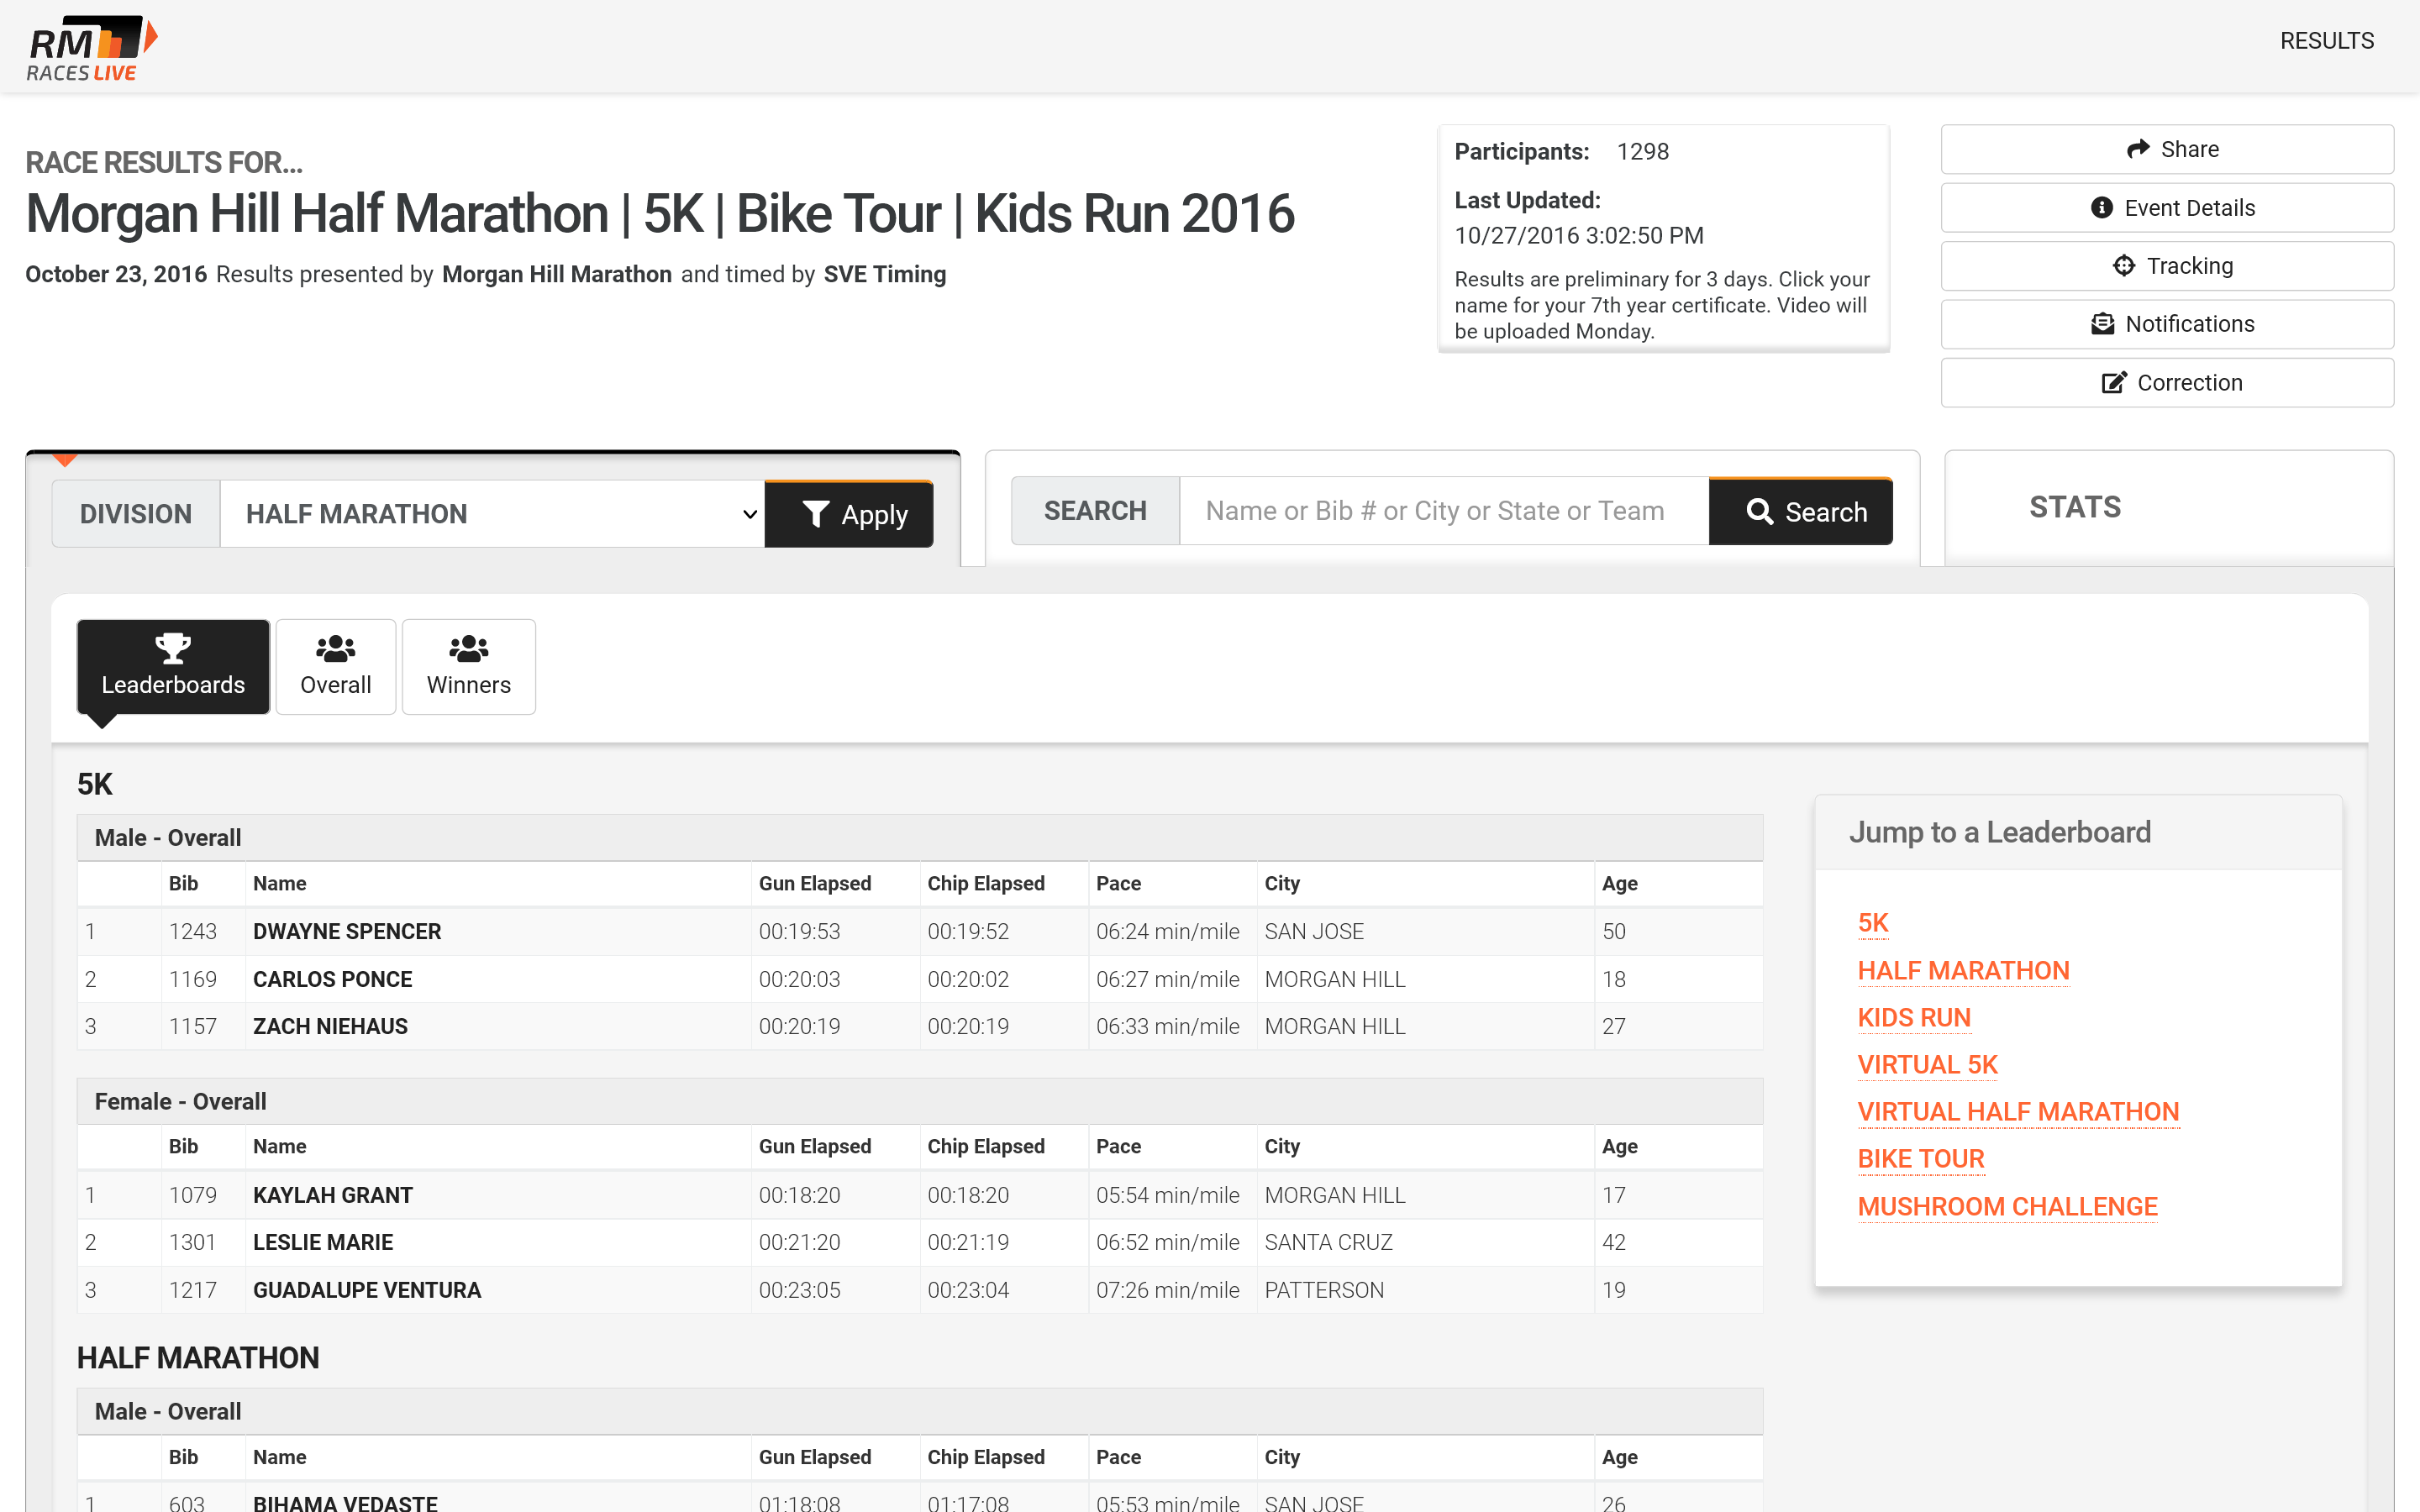 RM
RACES LIVE
RESULTS
RACE RESULTS FOR...
Morgan Hill Half Marathon | 5K | Bike Tour | Kids Run 2016
October 23, 2016 Results presented by Morgan Hill Marathon and timed by SVE Timing
Participants: 1298
Last Updated:
10/27/2016 3:02:50 PM
Results are preliminary for 3 days. Click your
name for your 7th year certificate. Video will
be uploaded Monday.
Share
Event Details
Tracking
Notifications
Correction
DIVISION HALF MARATHON Apply
SEARCH Name or Bib # or City or State or Team Search
STATS
Leaderboards Overall Winners
5K
Male - Overall
Bib Name Gun Elapsed Chip Elapsed Pace City Age
1 1243 DWAYNE SPENCER 00:19:53 00:19:52 06:24 min/mile SAN JOSE 50
2 1169 CARLOS PONCE 00:20:03 00:20:02 06:27 min/mile MORGAN HILL 18
3 1157 ZACH NIEHAUS 00:20:19 00:20:19 06:33 min/mile MORGAN HILL 27
Female - Overall
Bib Name Gun Elapsed Chip Elapsed Pace City Age
1 1079 KAYLAH GRANT 00:18:20 00:18:20 05:54 min/mile MORGAN HILL 17
2 1301 LESLIE MARIE 00:21:20 00:21:19 06:52 min/mile SANTA CRUZ 42
3 1217 GUADALUPE VENTURA 00:23:05 00:23:04 07:26 min/mile PATTERSON 19
HALF MARATHON
Male - Overall
Bib Name Gun Elapsed Chip Elapsed Pace City Age
1 603 BIHAMA VEDASTE 01:18:08 01:17:08 05:53 min/mile SAN JOSE 26
Jump to a Leaderboard
5K
HALF MARATHON
KIDS RUN
VIRTUAL 5K
VIRTUAL HALF MARATHON
BIKE TOUR
MUSHROOM CHALLENGE